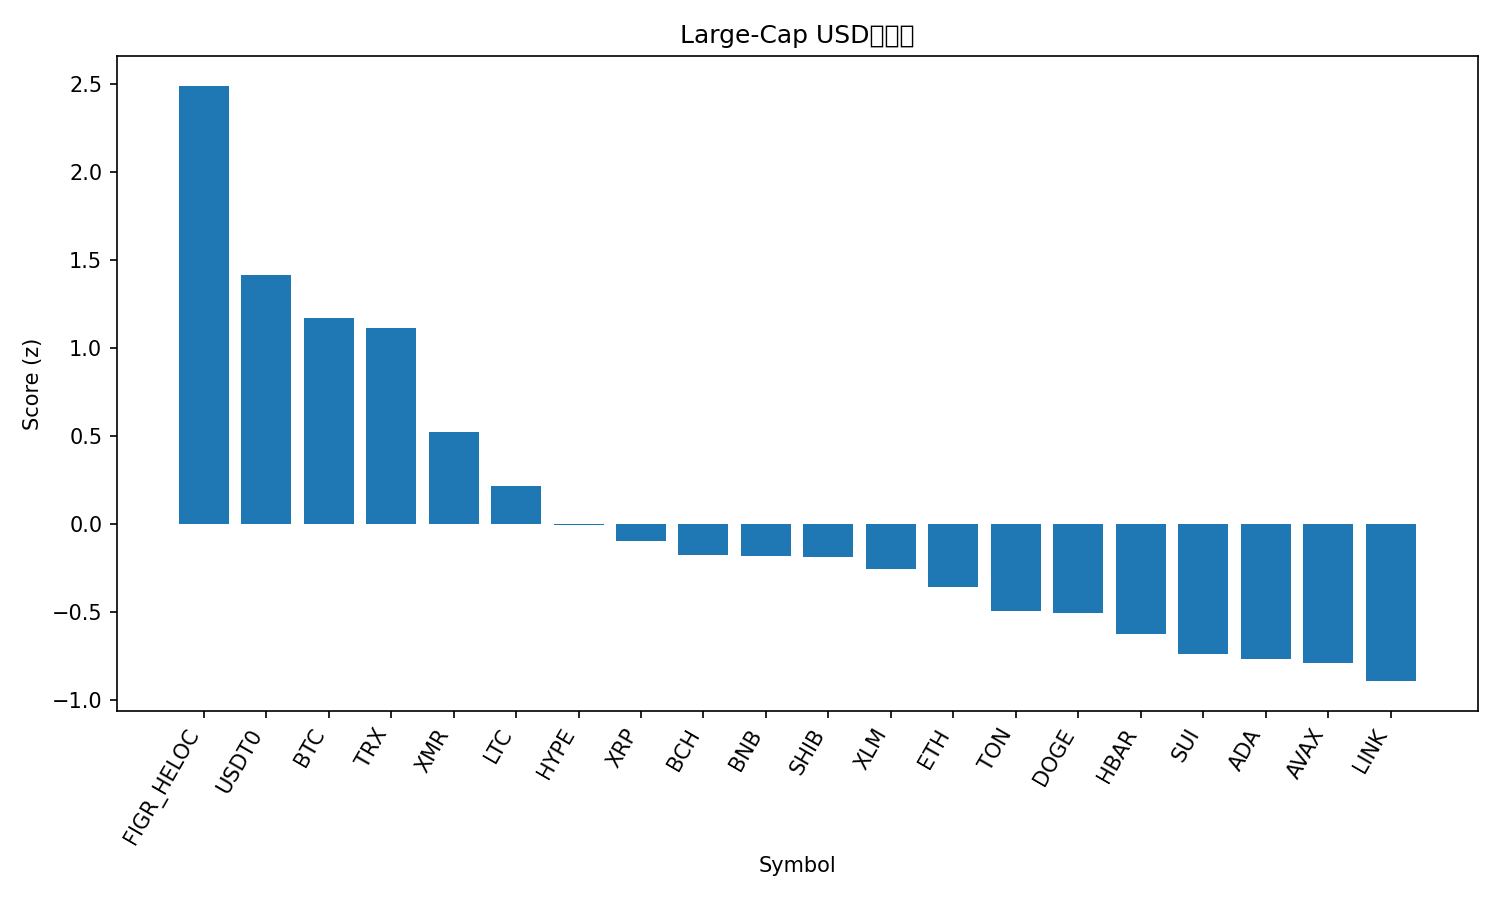 Large-Cap USD
Score (z)
2.5
2.0
1.5
1.0
0.5
0.0
−0.5
−1.0
FIGR_HELOC
USDT0
BTC
TRX
XMR
LTC
HYPE
XRP
BCH
BNB
SHIB
XLM
ETH
TON
DOGE
HBAR
SUI
ADA
AVAX
LINK
Symbol